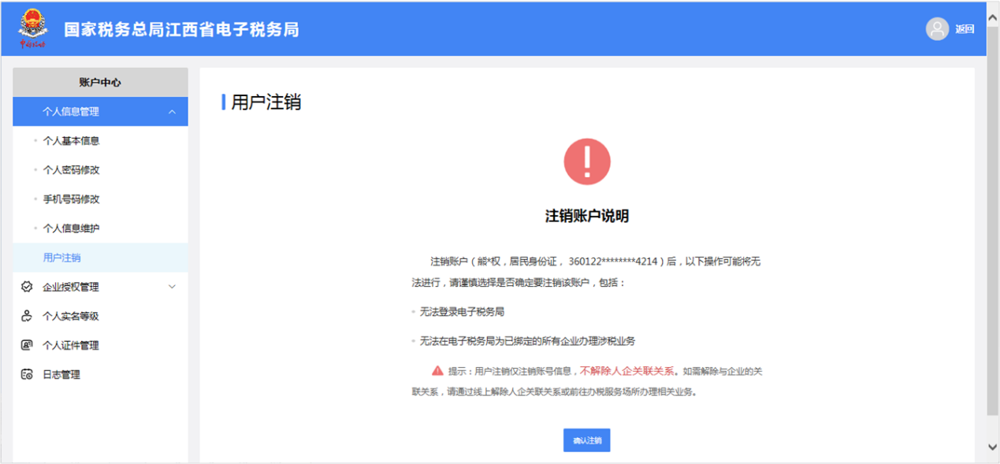 国家税务总局江西省电子税务局
返回
账户中心
个人信息管理
个人基本信息
个人密码修改
手机号码修改
个人信息维护
用户注销
企业授权管理
个人实名等级
个人证件管理
日志管理
用户注销
注销账户说明
注销账户（熊*权，居民身份证， 360122********4214）后，以下操作可能将无
法进行，请谨慎选择是否确定要注销该账户，包括：
无法登录电子税务局
无法在电子税务局为已绑定的所有企业办理涉税业务
提示：用户注销仅注销账号信息，不解除人企关联关系。如需解除与企业的关
联关系，请通过线上解除人企关联关系或前往办税服务场所办理相关业务。
确认注销